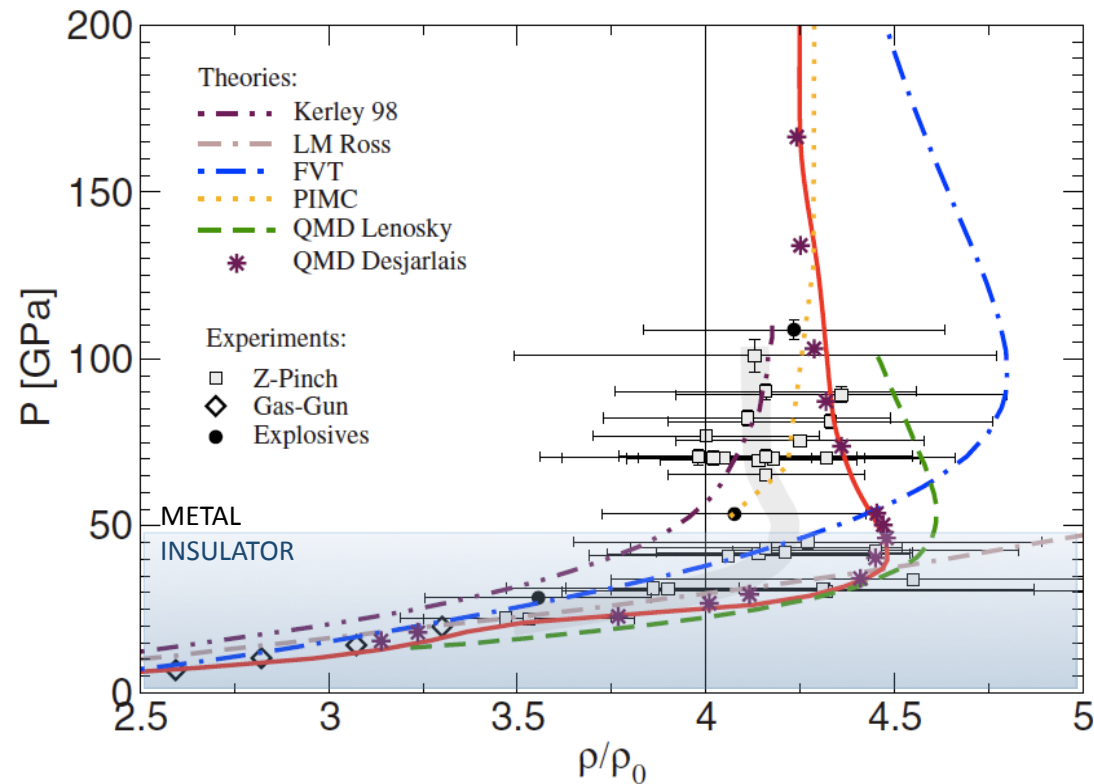 200
150
100
50
0
P [GPa]
Theories:
Kerley 98
LM Ross
FVT
PIMC
QMD Lenosky
QMD Desjarlais
Experiments:
Z-Pinch
Gas-Gun
Explosives
METAL
INSULATOR
2.5 3 3.5 4 4.5 5
ρ/ρ₀